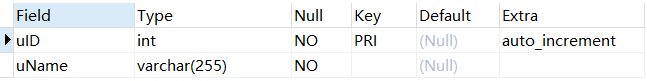 Field Type Null Key Default Extra
uID int NO PRI (Null) auto_increment
uName varchar(255) NO (Null)